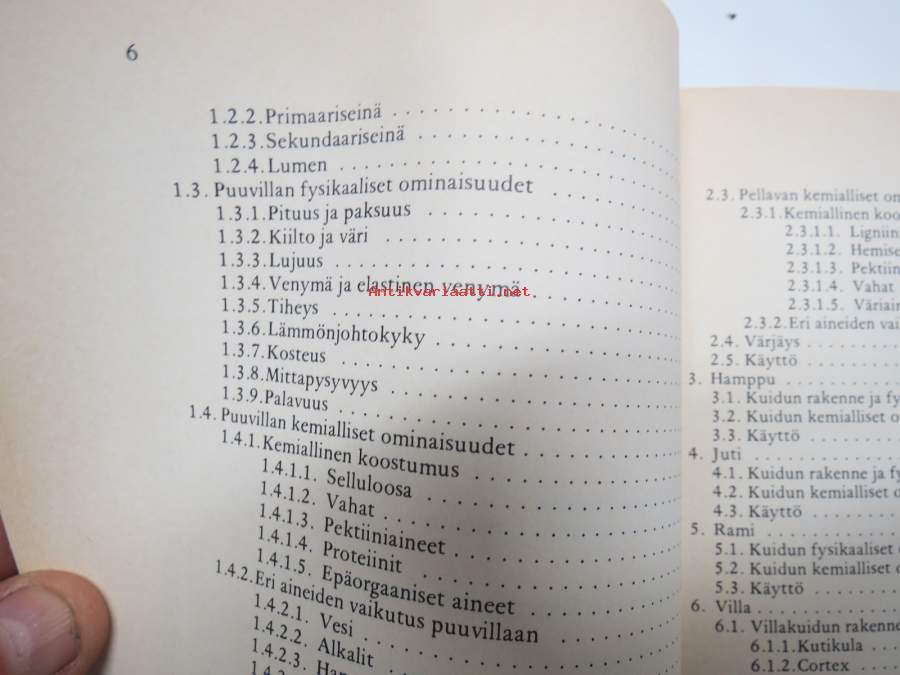 6
1.2.2. Primaariseinä
1.2.3. Sekundaariseinä
1.2.4. Lumen
1.3. Puuvillan fysikaaliset ominaisuudet
1.3.1. Pituus ja paksuus
1.3.2. Kiilto ja väri
1.3.3. Lujuus
1.3.4. Venymä ja elastinen venymä
Antikvariaatti.net
1.3.5. Tiheys
1.3.6. Lämmönjohtokyky
1.3.7. Kosteus
1.3.8. Mittapysyvyys
1.3.9. Palavuus
1.4. Puuvillan kemialliset ominaisuudet
1.4.1. Kemiallinen koostumus
1.4.1.1. Selluloosa
1.4.1.2. Vahat
1.4.1.3. Pektiiniaineet
1.4.1.4. Proteiinit
1.4.1.5. Epäorgaaniset aineet
1.4.2. Eri aineiden vaikutus puuvillaan
1.4.2.1. Vesi
1.4.2.2. Alkalit
1.4.2.3.
2.3. Pellavan kemialliset
2.3.1. Kemiallinen
2.3.1.1.
2.3.1.2.
2.3.1.3.
2.3.1.4. Vahat
2.3.1.5.
2.3.2. Eri aineiden
2.4. Värjäys
2.5. Käyttö
3. Hamppu
3.1. Kuidun rakenne ja
3.2. Kuidun kemialliset
3.3. Käyttö
4. Juti
4.1. Kuidun rakenne ja
4.2. Kuidun kemialliset
4.3. Käyttö
5. Rami
5.1. Kuidun fysikaaliset
5.2. Kuidun kemialliset
5.3. Käyttö
6. Villa
6.1. Villakuidun rakenne
6.1.1. Kutikula
6.1.2. Cortex